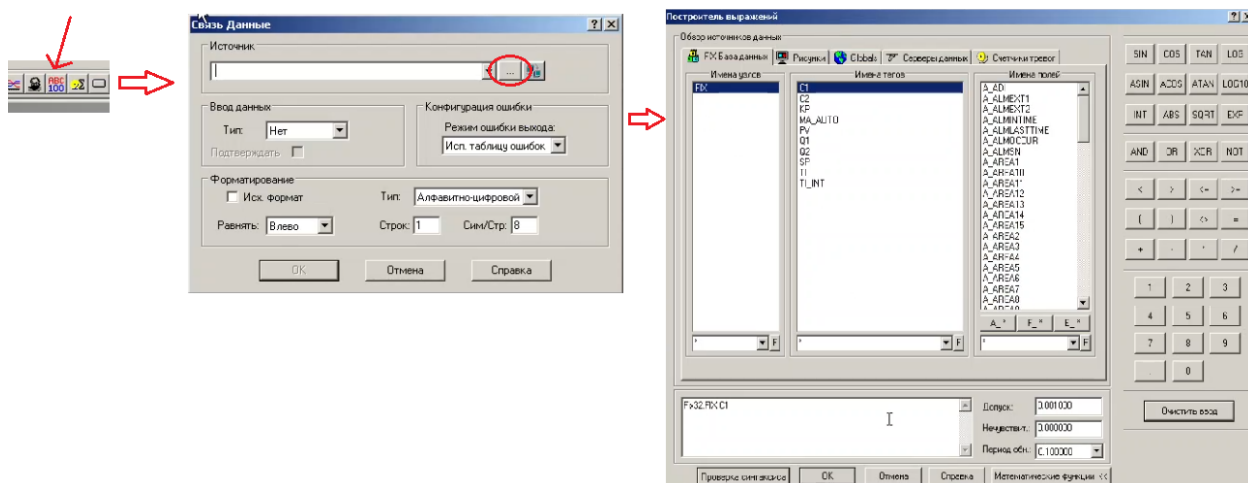 ABC
100
Связь Данные
Источник
...
Ввод данных
Тип: Нет
Подтверждать
Конфигурация ошибки
Режим ошибки выхода:
Исп. таблицу ошибок
Форматирование
Исх. формат
Тип: Алфавитно-цифровой
Равнять: Влево
Строк: 1
Сим/Стр: 8
ОК
Отмена
Справка
Построитель выражений
Обзор источников данных
FIX База данных
Рисунки
Globals
Серверы данных
Счетчики тревог
Имена узлов
FIX
Имена тегов
C1
C2
KP
MA_AUTO
PV
Q1
Q2
SP
TI
TI_INT
Имена полей
A_ADI
A_ALMEXT1
A_ALMEXT2
A_ALMINTIME
A_ALMLASTTIME
A_ALMOCCUR
A_ALMSN
A_AREA1
A_AREA10
A_AREA11
A_AREA12
A_AREA13
A_AREA14
A_AREA15
A_AREA2
A_AREA3
A_AREA4
A_AREA5
A_AREA6
A_AREA7
A_AREA8
A_AREA9
A_* F_* E_*
* F
* F
* F
Fix32.FIX.C1
Допуск: 0.001000
Нечувствит.: 0.000000
Период обн.: 0.100000
Проверка синтаксиса
ОК
Отмена
Справка
Математические функции <<
SIN COS TAN LOG
ASIN ACOS ATAN LOG10
INT ABS SQRT EXP
AND OR XOR NOT
< > <= >=
( ) <> =
+ - * /
1 2 3
4 5 6
7 8 9
. 0
Очистить ввод